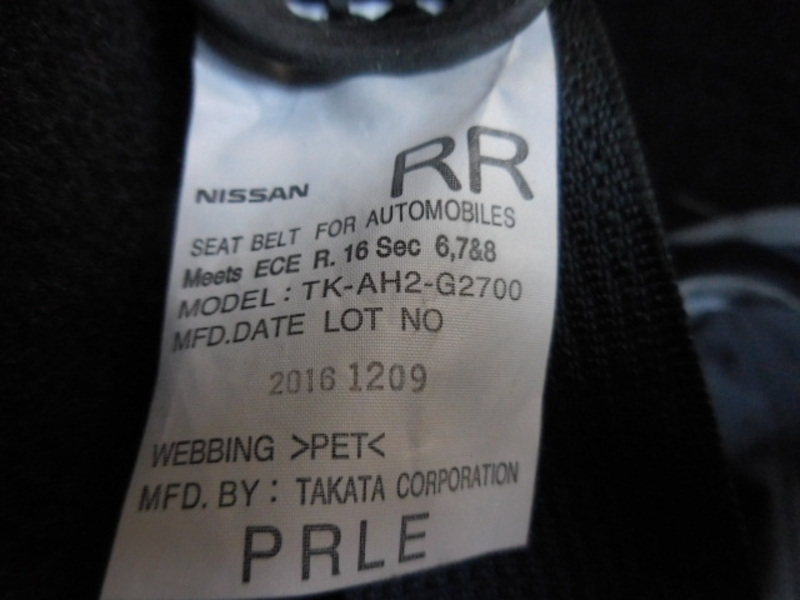 RR
NISSAN
SEAT BELT FOR AUTOMOBILES
Meets ECE R. 16 Sec 6,7&8
MODEL: TK-AH2-G2700
MFD.DATE LOT NO
2016 1209
WEBBING >PET<
MFD. BY: TAKATA CORPORATION
PRLE